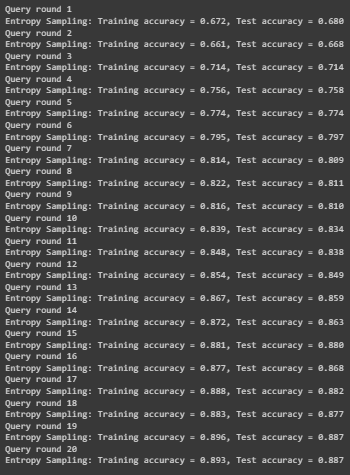 Query round 1
Entropy Sampling: Training accuracy = 0.672, Test accuracy = 0.680
Query round 2
Entropy Sampling: Training accuracy = 0.661, Test accuracy = 0.668
Query round 3
Entropy Sampling: Training accuracy = 0.714, Test accuracy = 0.714
Query round 4
Entropy Sampling: Training accuracy = 0.756, Test accuracy = 0.758
Query round 5
Entropy Sampling: Training accuracy = 0.774, Test accuracy = 0.774
Query round 6
Entropy Sampling: Training accuracy = 0.795, Test accuracy = 0.797
Query round 7
Entropy Sampling: Training accuracy = 0.814, Test accuracy = 0.809
Query round 8
Entropy Sampling: Training accuracy = 0.822, Test accuracy = 0.811
Query round 9
Entropy Sampling: Training accuracy = 0.816, Test accuracy = 0.810
Query round 10
Entropy Sampling: Training accuracy = 0.839, Test accuracy = 0.834
Query round 11
Entropy Sampling: Training accuracy = 0.848, Test accuracy = 0.838
Query round 12
Entropy Sampling: Training accuracy = 0.854, Test accuracy = 0.849
Query round 13
Entropy Sampling: Training accuracy = 0.867, Test accuracy = 0.859
Query round 14
Entropy Sampling: Training accuracy = 0.872, Test accuracy = 0.863
Query round 15
Entropy Sampling: Training accuracy = 0.881, Test accuracy = 0.880
Query round 16
Entropy Sampling: Training accuracy = 0.877, Test accuracy = 0.868
Query round 17
Entropy Sampling: Training accuracy = 0.888, Test accuracy = 0.882
Query round 18
Entropy Sampling: Training accuracy = 0.883, Test accuracy = 0.877
Query round 19
Entropy Sampling: Training accuracy = 0.896, Test accuracy = 0.887
Query round 20
Entropy Sampling: Training accuracy = 0.893, Test accuracy = 0.887